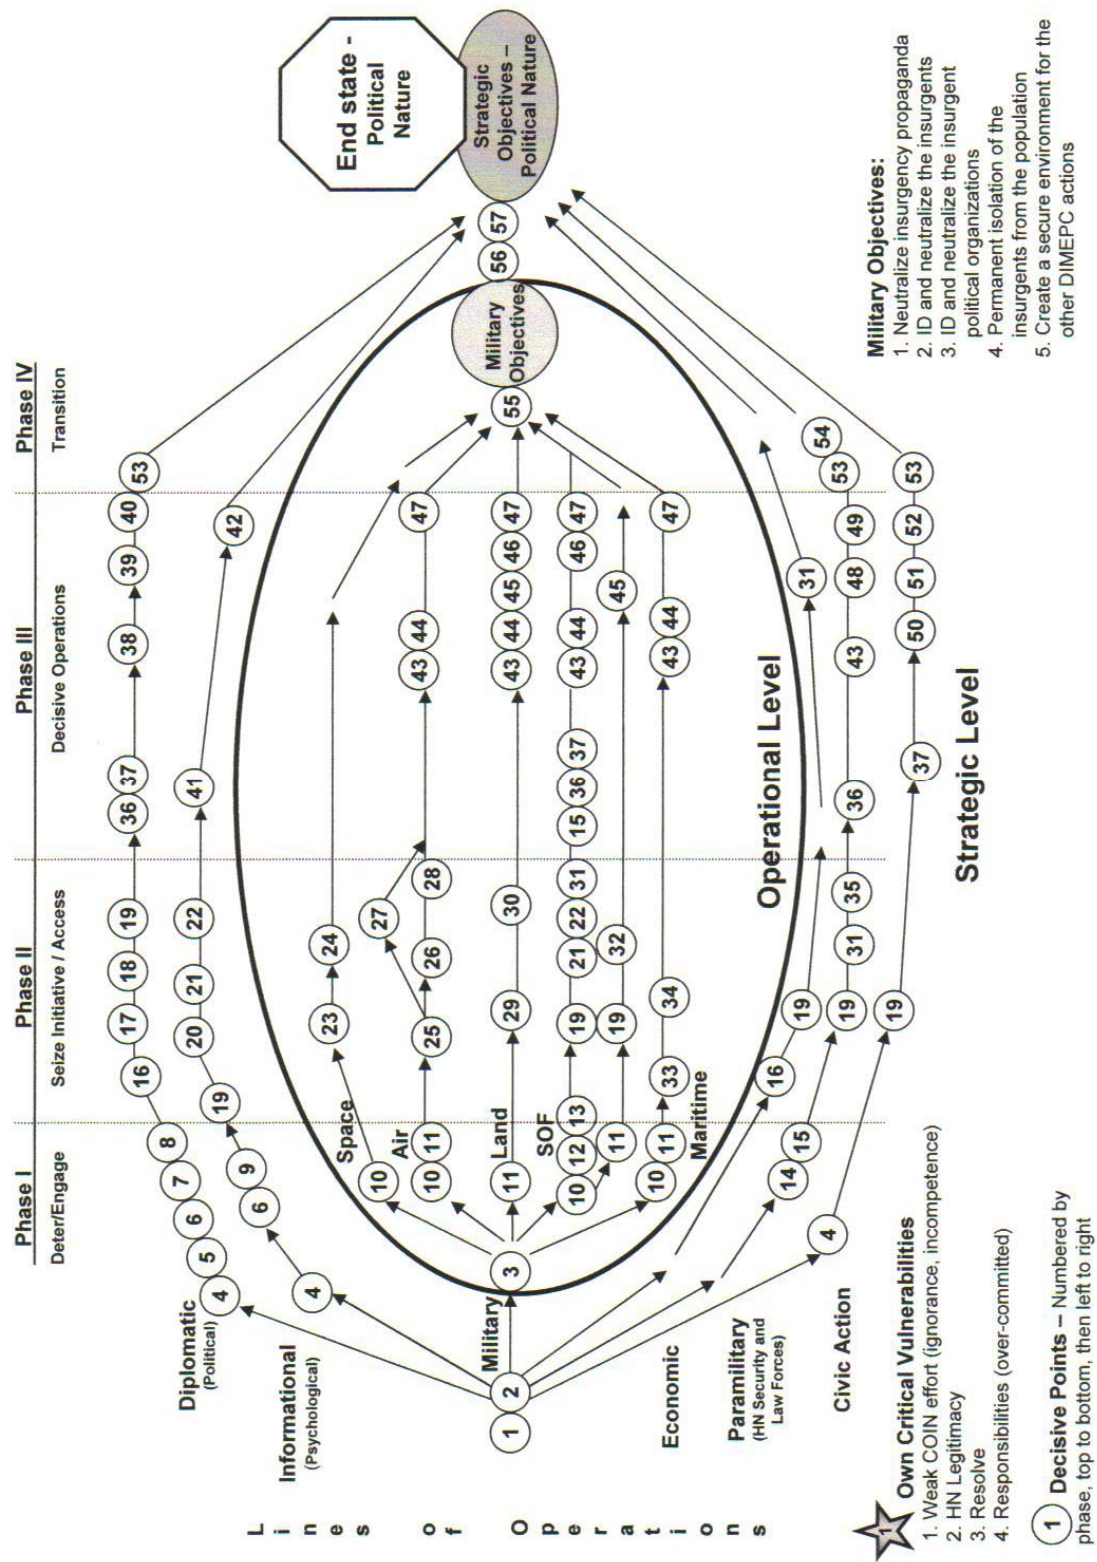 Phase I
Phase II
Phase III
Phase IV
Deter/Engage
Seize Initiative / Access
Decisive Operations
Transition
Lines of Operations
Diplomatic
(Political)
4 5 6 7 8 16 17 18 19 36 37 38 39 40 53
Informational
(Psychological)
4 6 9 19 20 21 22 41 42
Military
1 2 3
Space
10 23 24
Air
10 11 25 26 27 28 43 44 47
Land
11 29 30 43 44 45 46 47 55
SOF
10 12 13 19 21 22 31 15 36 37 43 44 46 47
11 19 32 45
Maritime
10 11 33 34 43 44 47
Military
Objectives
56 57
End state -
Political
Nature
Strategic
Objectives –
Political Nature
Economic
16 19 31
Operational Level
Paramilitary
(HN Security and
Law Forces)
14 15 19 31 35 36 43 48 49 53 54
Civic Action
4 19 37 50 51 52 53
Strategic Level
1
Own Critical Vulnerabilities
1. Weak COIN effort (ignorance, incompetence)
2. HN Legitimacy
3. Resolve
4. Responsibilities (over-committed)
1 Decisive Points – Numbered by
phase, top to bottom, then left to right
Military Objectives:
1. Neutralize insurgency propaganda
2. ID and neutralize the insurgents
3. ID and neutralize the insurgent
political organizations
4. Permanent isolation of the
insurgents from the population
5. Create a secure environment for the
other DIMEPC actions